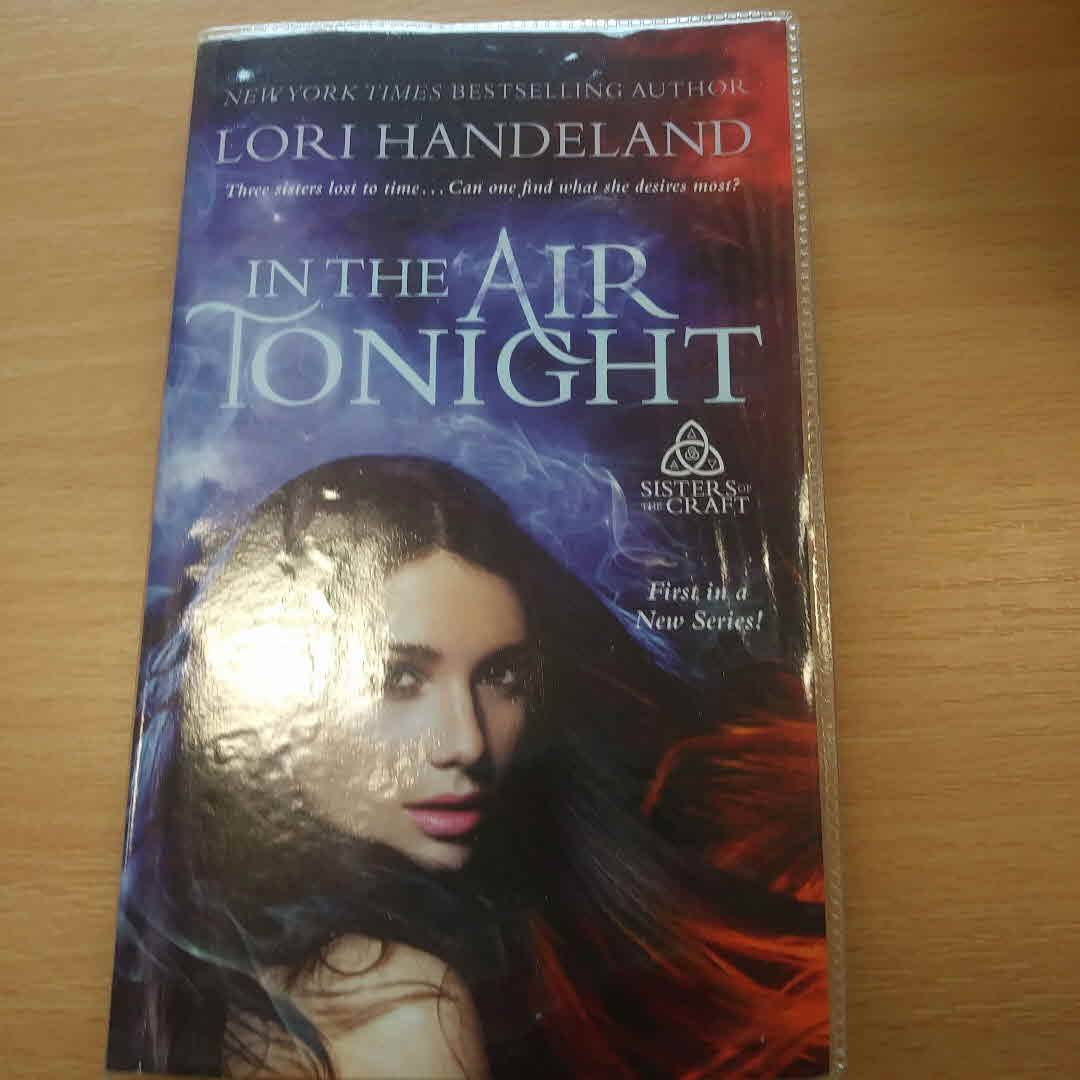 NEW YORK TIMES BESTSELLING AUTHOR
LORI HANDELAND
Three sisters lost to time... Can one find what she desires most?
IN THE AIR
TONIGHT
SISTERS OF
THE CRAFT
First in a
New Series!